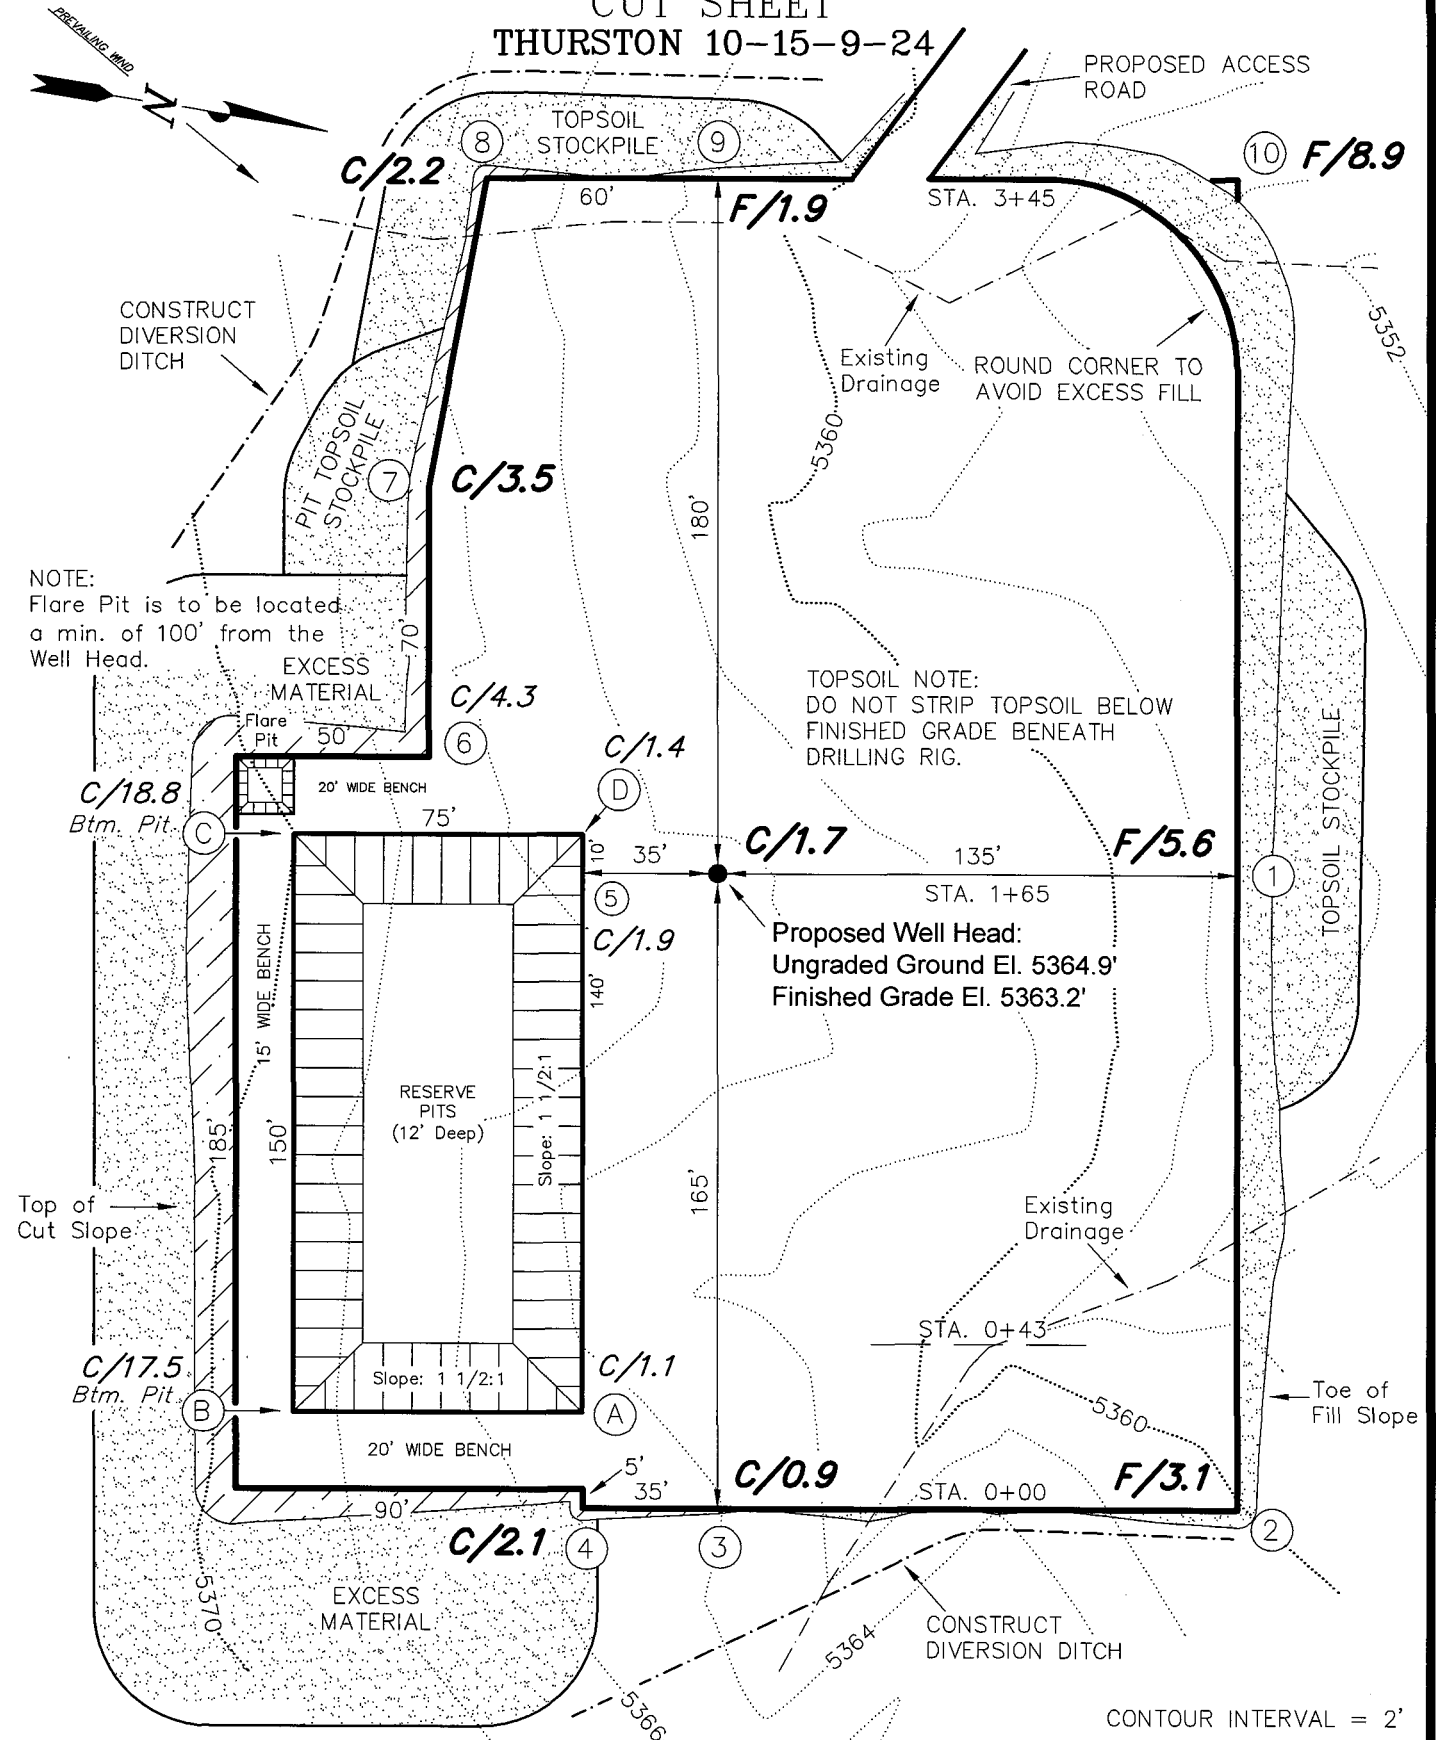 CUT SHEET
THURSTON 10-15-9-24
PREVAILING WIND
N
PROPOSED ACCESS
ROAD
TOPSOIL
STOCKPILE
8
9
10
F/8.9
C/2.2
60'
F/1.9
STA. 3+45
CONSTRUCT
DIVERSION
DITCH
5352
Existing
Drainage
ROUND CORNER TO
AVOID EXCESS FILL
5360
PIT TOPSOIL
STOCKPILE
7
C/3.5
180'
NOTE:
Flare Pit is to be located
a min. of 100' from the
Well Head.
70'
EXCESS
MATERIAL
C/4.3
6
TOPSOIL NOTE:
DO NOT STRIP TOPSOIL BELOW
FINISHED GRADE BENEATH
DRILLING RIG.
TOPSOIL STOCKPILE
Flare
Pit
50'
C/1.4
D
20' WIDE BENCH
C/18.8
Btm. Pit
C
75'
10'
35'
C/1.7
135'
F/5.6
STA. 1+65
1
5
C/1.9
Proposed Well Head:
Ungraded Ground El. 5364.9'
Finished Grade El. 5363.2'
15' WIDE BENCH
140'
RESERVE
PITS
(12' Deep)
Slope: 1 1/2:1
185'
150'
165'
Top of
Cut Slope
Existing
Drainage
STA. 0+43
C/17.5
Btm. Pit
B
Slope: 1 1/2:1
C/1.1
A
Toe of
Fill Slope
5360
20' WIDE BENCH
5'
35'
C/0.9
STA. 0+00
F/3.1
90'
C/2.1
4
3
2
5370
EXCESS
MATERIAL
5364
CONSTRUCT
DIVERSION DITCH
5366
CONTOUR INTERVAL = 2'